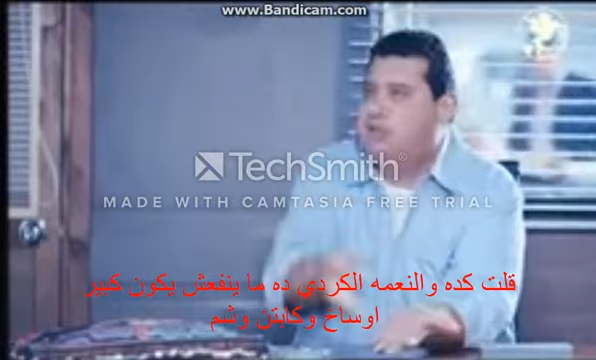 www.Bandicam.com
TechSmith®
MADE WITH CAMTASIA FREE TRIAL
قلت كده والنعمه الكردي ده ما ينفعش يكون كبير
اوساخ وكابتن وشم